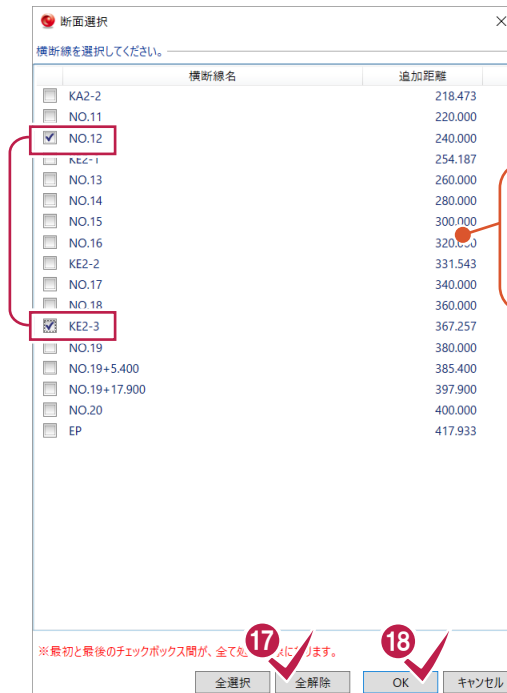 断面選択
横断線を選択してください。
横断線名 追加距離
KA2-2 218.473
NO.11 220.000
NO.12 240.000
KE2-1 254.187
NO.13 260.000
NO.14 280.000
NO.15 300.000
NO.16 320.000
KE2-2 331.543
NO.17 340.000
NO.18 360.000
KE2-3 367.257
NO.19 380.000
NO.19+5.400 385.400
NO.19+17.900 397.900
NO.20 400.000
EP 417.933
17 18
※最初と最後のチェックボックス間が、全て処 になります。
全選択 全解除 OK キャンセル